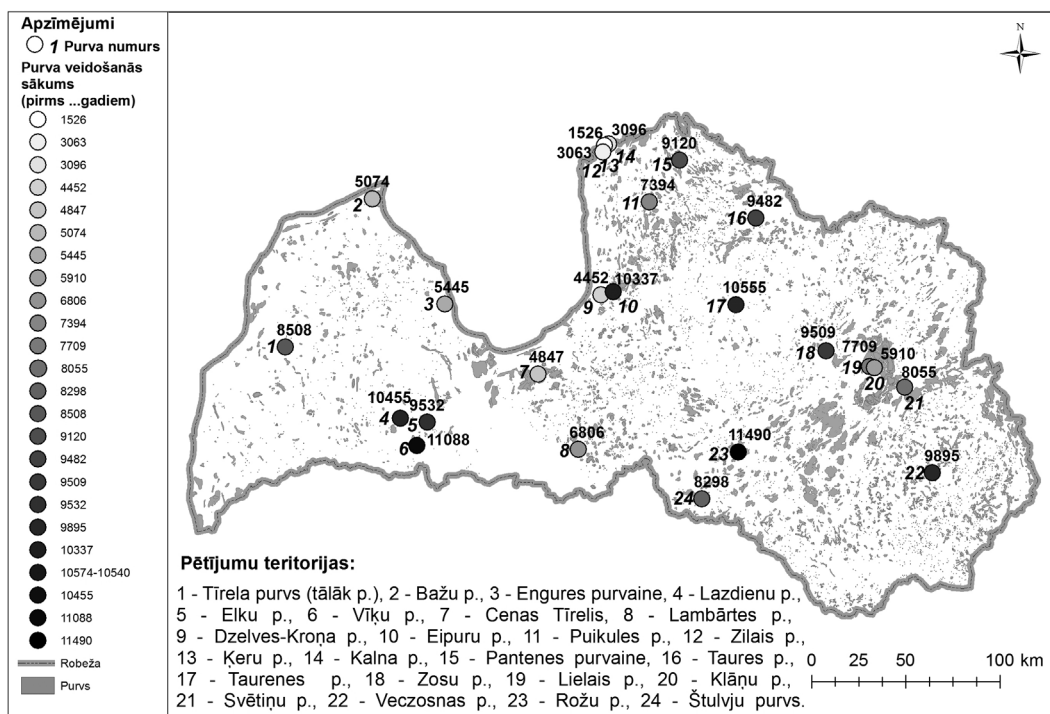 Apzīmējumi
1 Purva numurs
Purva veidošanās
sākums
(pirms ...gadiem)
1526
3063
3096
4452
4847
5074
5445
5910
6806
7394
7709
8055
8298
8508
9120
9482
9509
9532
9895
10337
10574-10540
10455
11088
11490
Robeža
Purvs
N
1526 3096
3063 9120
12 13 14 15
5074 7394
2 11 9482
16
5445 4452 10337 10555
3 9 10 17
8508 9509
1 4847 18 7709 5910
7 19 20 8055
21
10455 9532
4 5 11088
6 6806 11490
8 23 9895
22
8298
24
Pētījumu teritorijas:
1 - Tīreļa purvs (tālāk p.), 2 - Bažu p., 3 - Engures purvaine, 4 - Lazdienu p.,
5 - Elku p., 6 - Vīķu p., 7 - Cenas Tīrelis, 8 - Lambārtes p.,
9 - Dzelves-Kroņa p., 10 - Eipuru p., 11 - Puikules p., 12 - Zilais p.,
13 - Ķeru p., 14 - Kalna p., 15 - Pantenes purvaine, 16 - Taures p.,
17 - Taurenes p., 18 - Zosu p., 19 - Lielais p., 20 - Klāņu p.,
21 - Svētiņu p., 22 - Veczosnas p., 23 - Rožu p., 24 - Štulvju purvs.
0 25 50 100 km